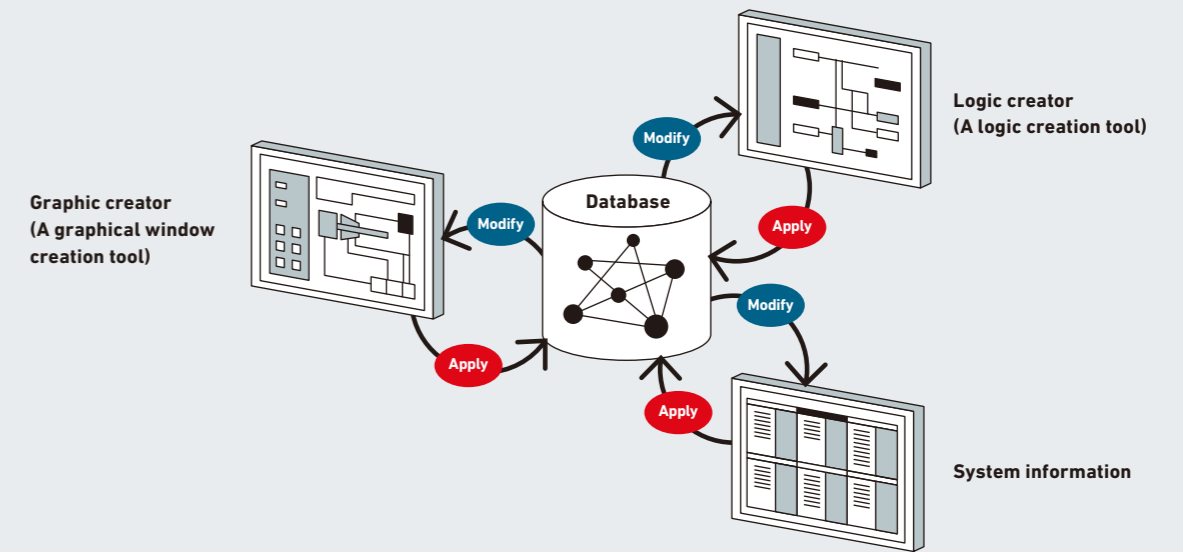 Logic creator
(A logic creation tool)
Modify
Database
Graphic creator
(A graphical window
creation tool)
Modify
Apply
Modify
Apply
Apply
System information